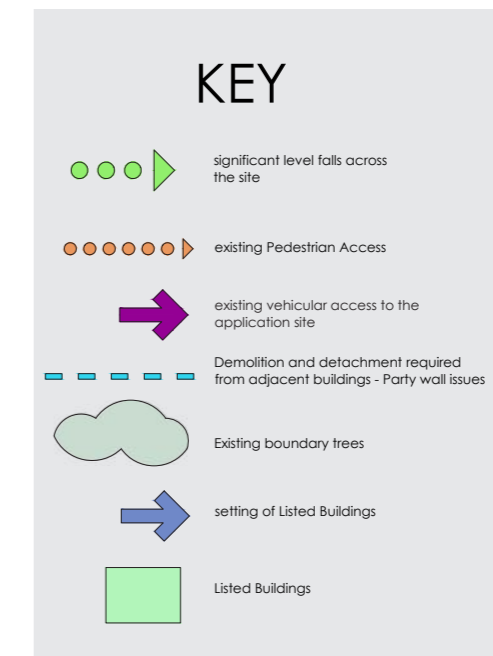 KEY
significant level falls across
the site
existing Pedestrian Access
existing vehicular access to the
application site
Demolition and detachment required
from adjacent buildings - Party wall issues
Existing boundary trees
setting of Listed Buildings
Listed Buildings